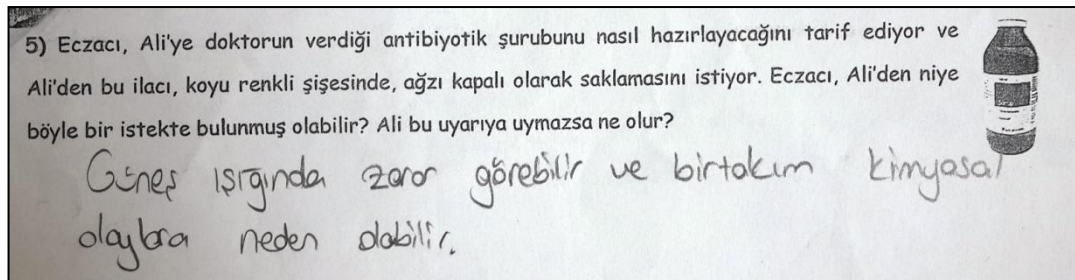 5) Eczacı, Ali'ye doktorun verdiği antibiyotik şurubunu nasıl hazırlayacağını tarif ediyor ve
Ali'den bu ilacı, koyu renkli şişesinde, ağzı kapalı olarak saklamasını istiyor. Eczacı, Ali'den niye
böyle bir istekte bulunmuş olabilir? Ali bu uyarıya uymazsa ne olur?
Güneş ışığında zarar görebilir ve birtakım kimyasal
olaylara neden olabilir.